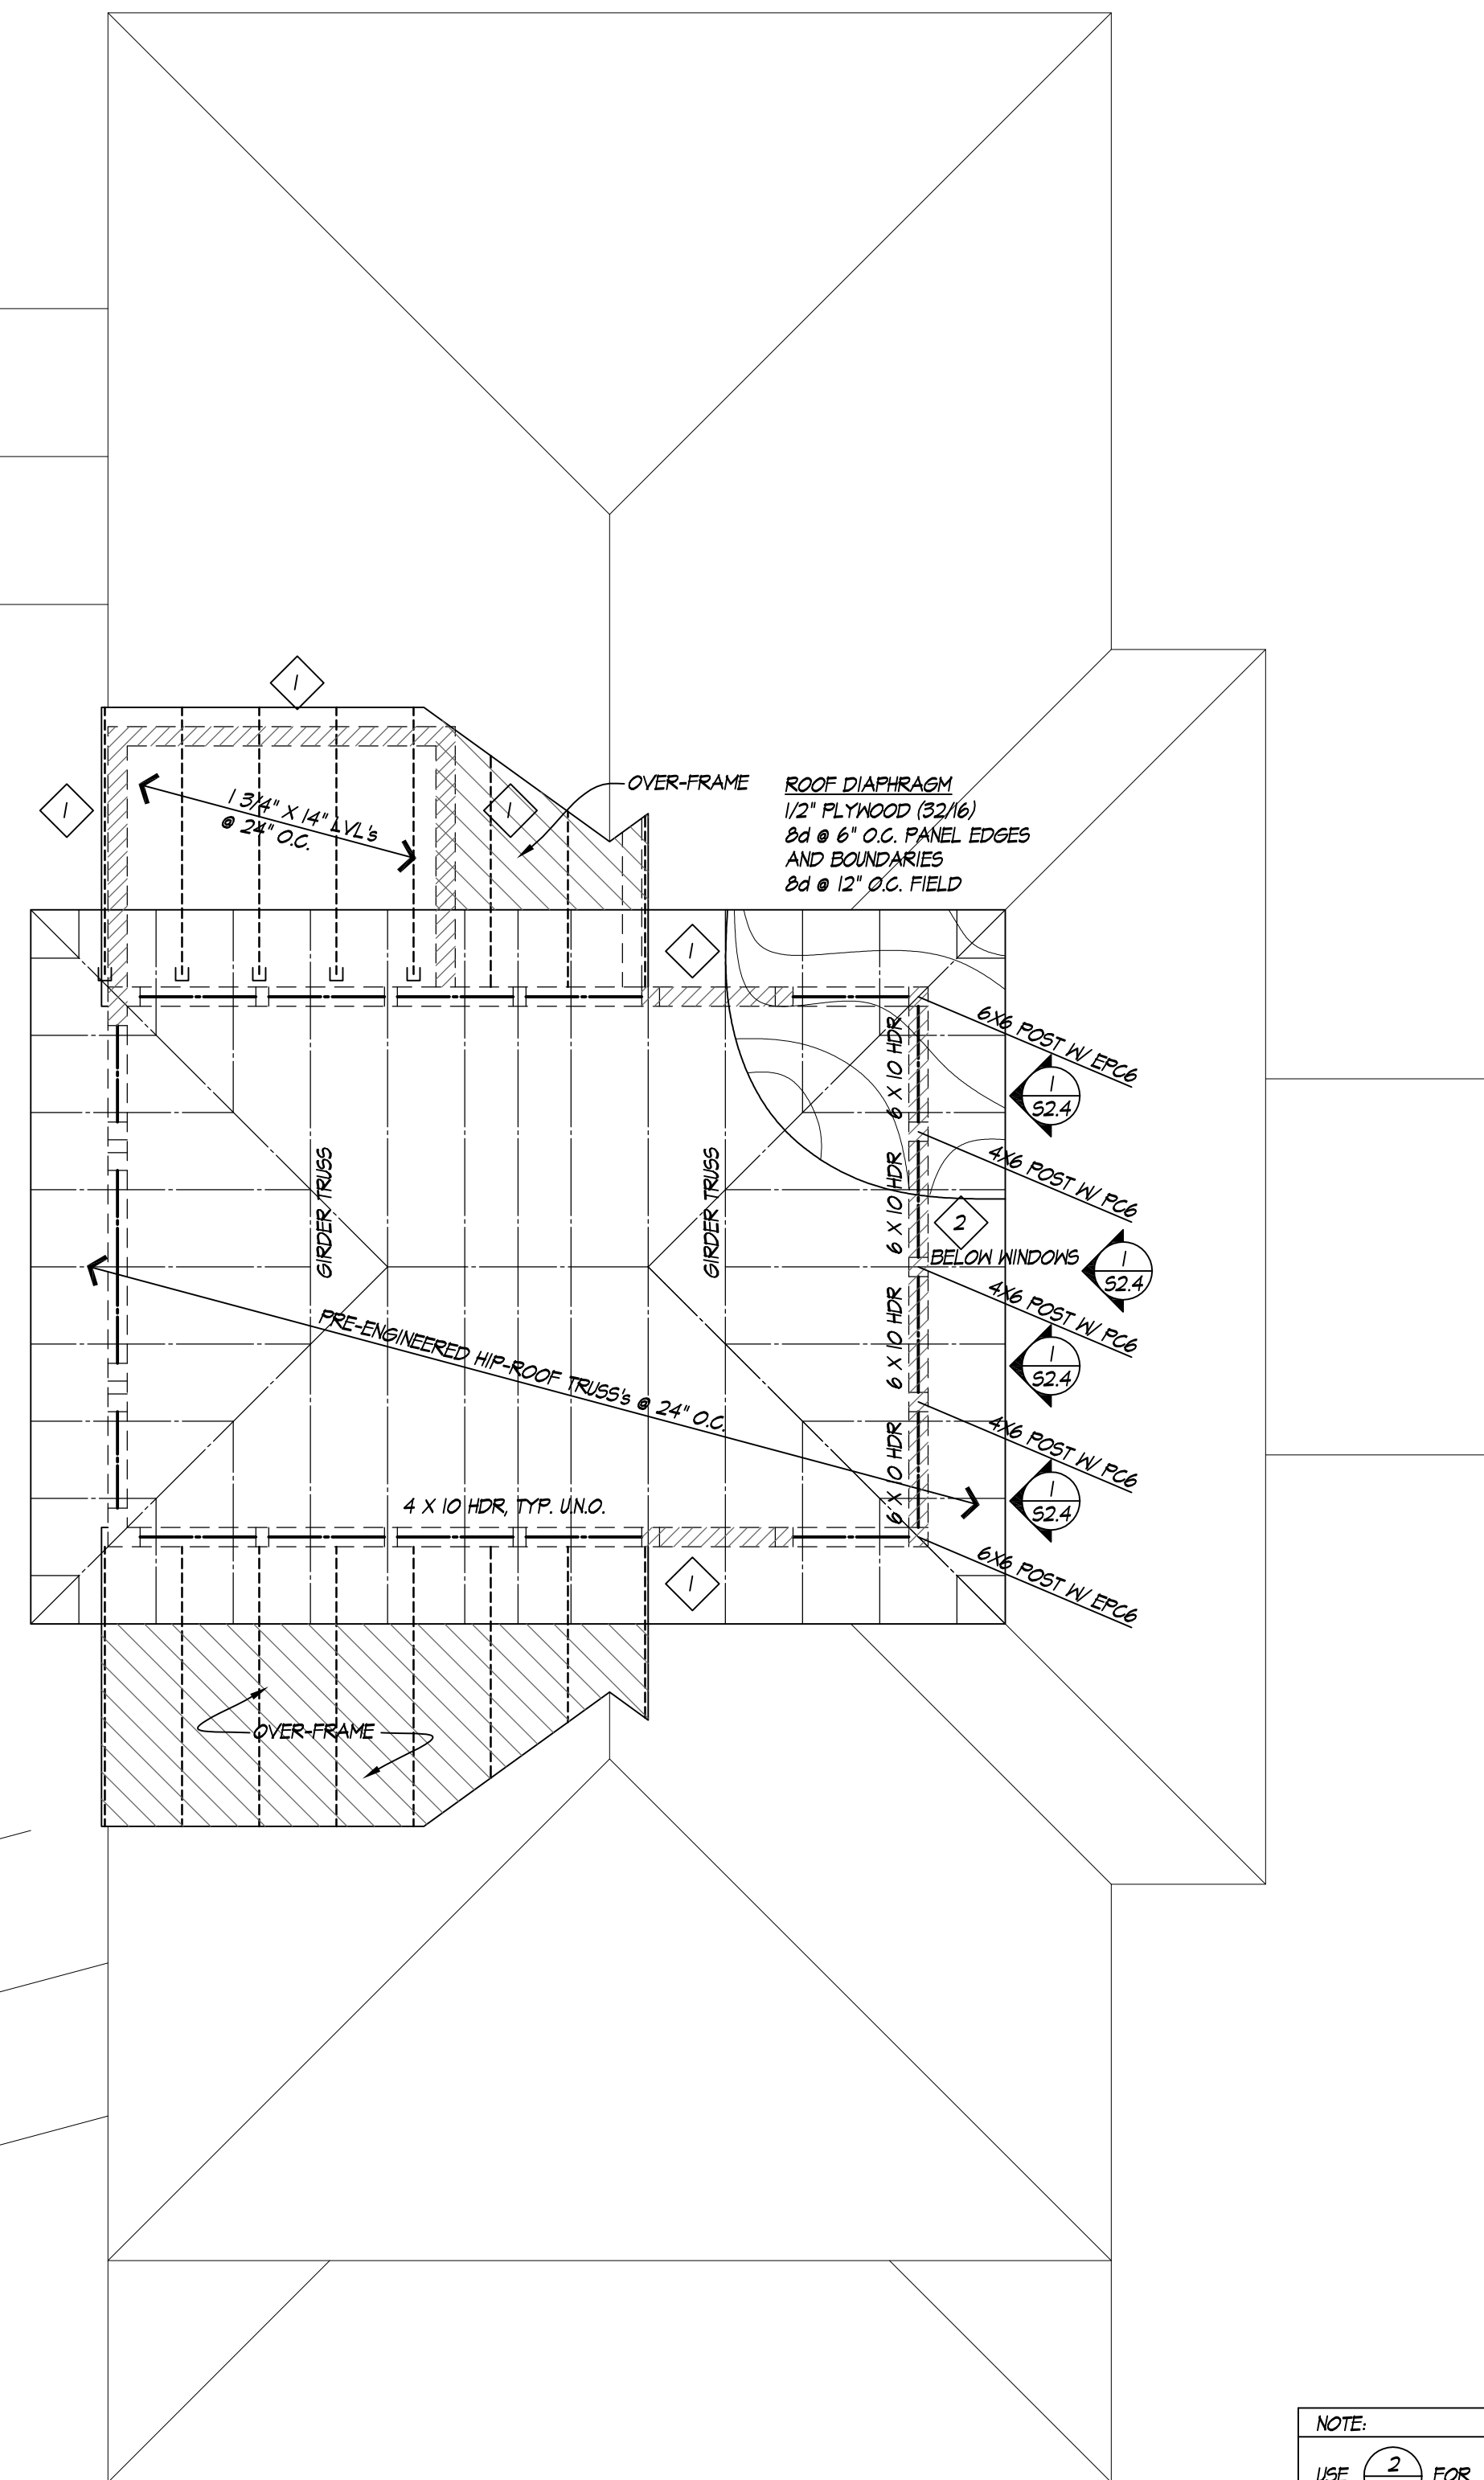 1
1
1
1 3/4" X 14" LVL's
@ 24" O.C.
OVER-FRAME
ROOF DIAPHRAGM
1/2" PLYWOOD (32/16)
8d @ 6" O.C. PANEL EDGES
AND BOUNDARIES
8d @ 12" O.C. FIELD
1
6X6 POST W/ EPC6
6 X 10 HDR
1
S2.4
4X6 POST W/ PC6
6 X 10 HDR
GIRDER TRUSS
GIRDER TRUSS
2
BELOW WINDOWS
1
S2.4
4X6 POST W/ PC6
6 X 10 HDR
PRE-ENGINEERED HIP-ROOF TRUSS's @ 24" O.C.
1
S2.4
4X6 POST W/ PC6
6 X 10 HDR
1
S2.4
4 X 10 HDR, TYP. U.N.O.
6X6 POST W/ EPC6
1
OVER-FRAME
NOTE:
USE
2
FOR